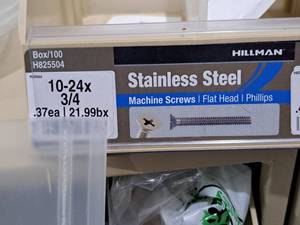 Box/100
H825504
HILLMAN
10-24x
3/4
.37ea | 21.99bx
Stainless Steel
Machine Screws | Flat Head | Phillips